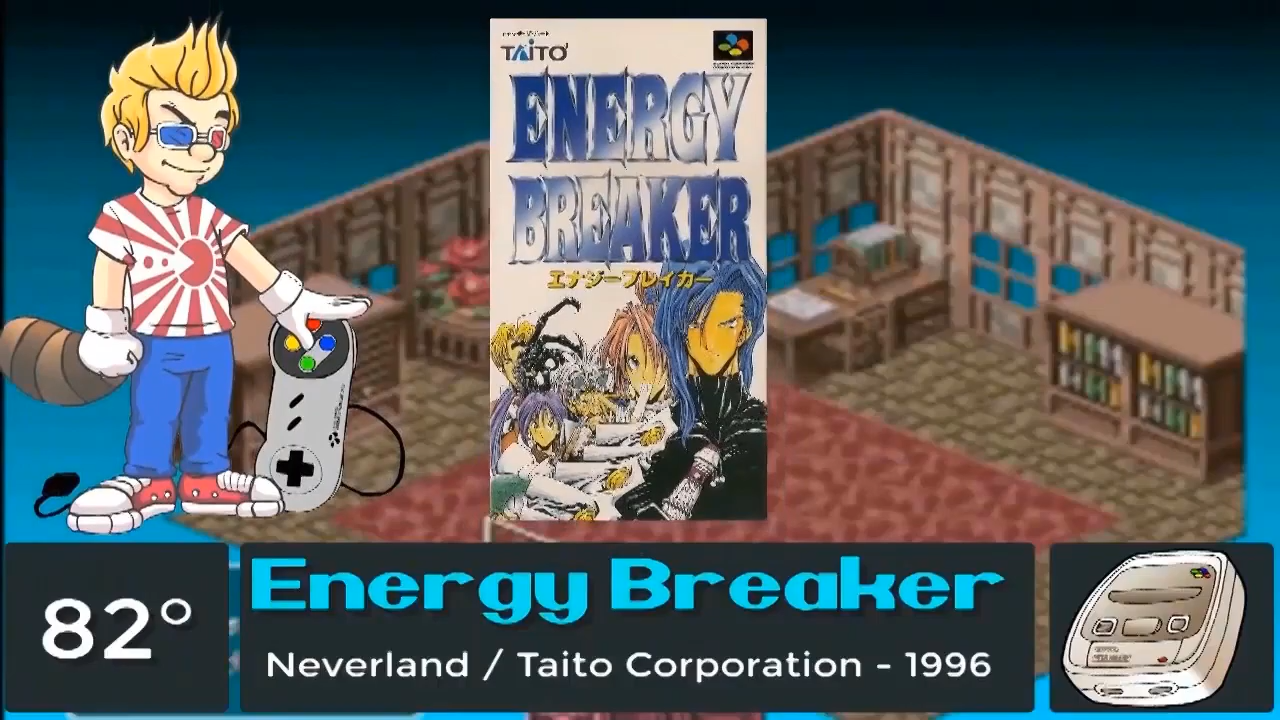 TAITO
ENERGY
BREAKER
エナジーブレイカー
82°
Energy Breaker
Neverland / Taito Corporation - 1996